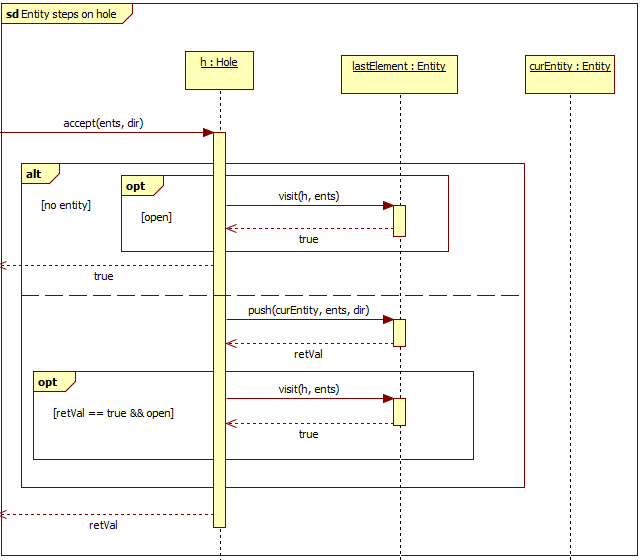 sd Entity steps on hole
h : Hole
lastElement : Entity
curEntity : Entity
accept(ents, dir)
alt
opt
[no entity]
[open]
visit(h, ents)
true
true
push(curEntity, ents, dir)
retVal
opt
visit(h, ents)
[retVal == true && open]
true
retVal